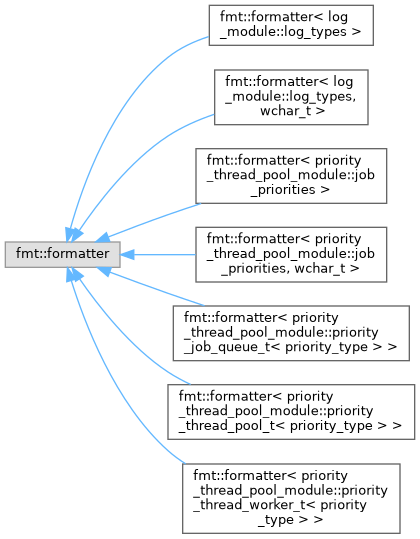 fmt::formatter< log
_module::log_types >
fmt::formatter< log
_module::log_types,
wchar_t >
fmt::formatter< priority
_thread_pool_module::job
_priorities >
fmt::formatter
fmt::formatter< priority
_thread_pool_module::job
_priorities, wchar_t >
fmt::formatter< priority
_thread_pool_module::priority
_job_queue_t< priority_type > >
fmt::formatter< priority
_thread_pool_module::priority
_thread_pool_t< priority_type > >
fmt::formatter< priority
_thread_pool_module::priority
_thread_worker_t< priority
_type > >